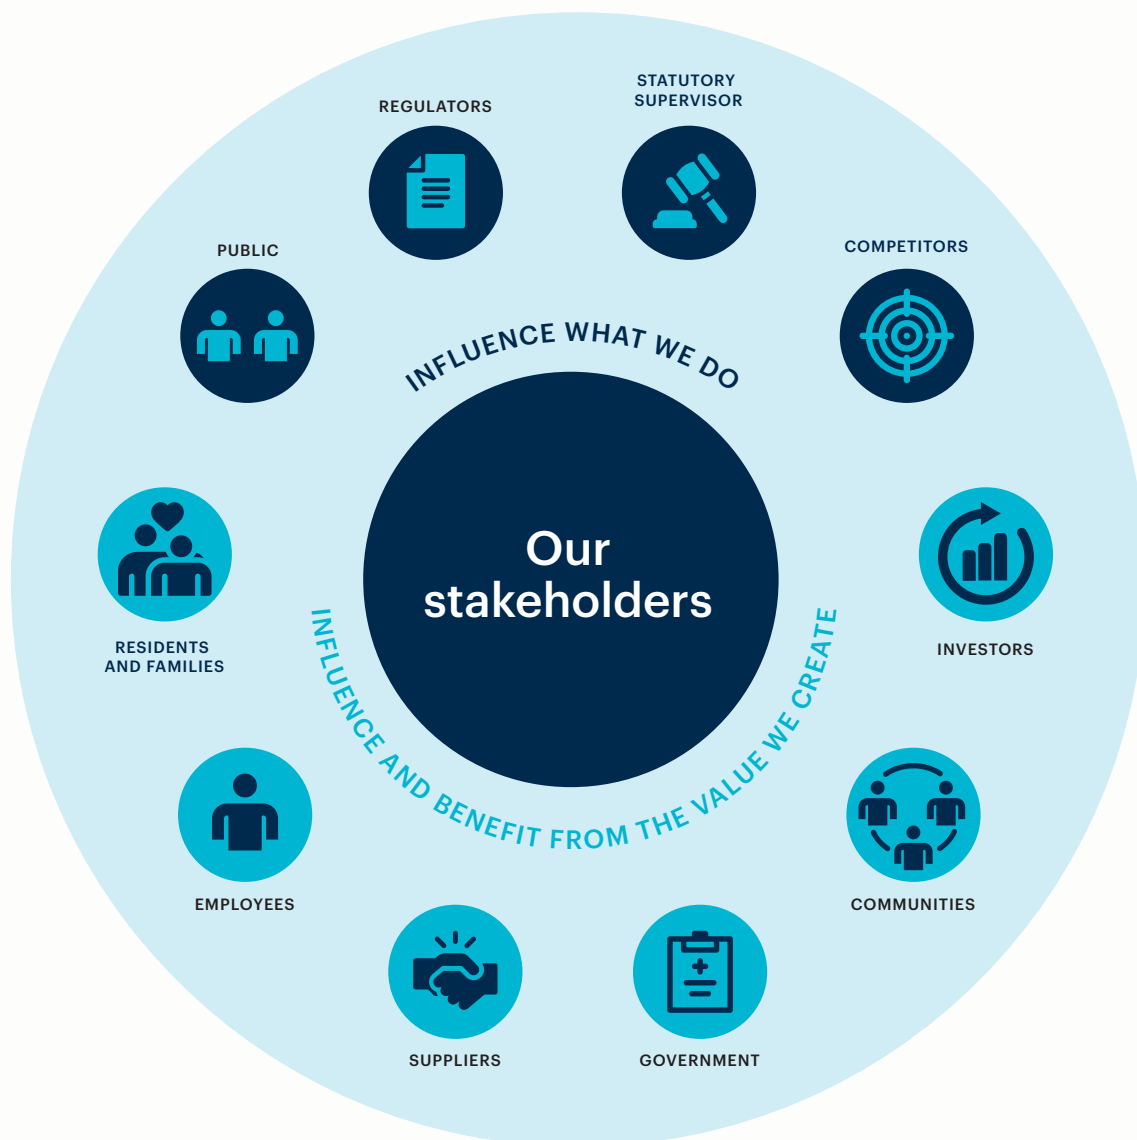 STATUTORY
SUPERVISOR
REGULATORS
COMPETITORS
PUBLIC
INFLUENCE WHAT WE DO
Our
stakeholders
RESIDENTS
AND FAMILIES
INVESTORS
INFLUENCE AND BENEFIT FROM THE VALUE WE CREATE
EMPLOYEES
COMMUNITIES
SUPPLIERS
GOVERNMENT